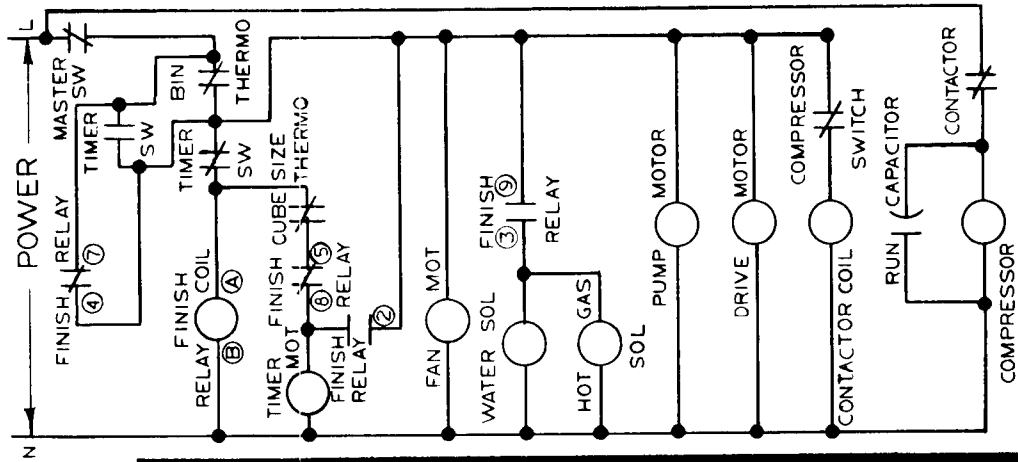 L
N
POWER
MASTER
SW
BIN
THERMO
TIMER
SW
FINISH
RELAY
4
7
TIMER
SW
FINISH
RELAY COIL
A
B
CUBE SIZE
THERMO
FINISH
RELAY
5
8
TIMER
MOT
FINISH
RELAY
2
FAN MOT
FINISH
RELAY
3
9
WATER SOL
HOT GAS
SOL
PUMP MOTOR
DRIVE MOTOR
COMPRESSOR
SWITCH
CONTACTOR COIL
RUN CAPACITOR
CONTACTOR
COMPRESSOR